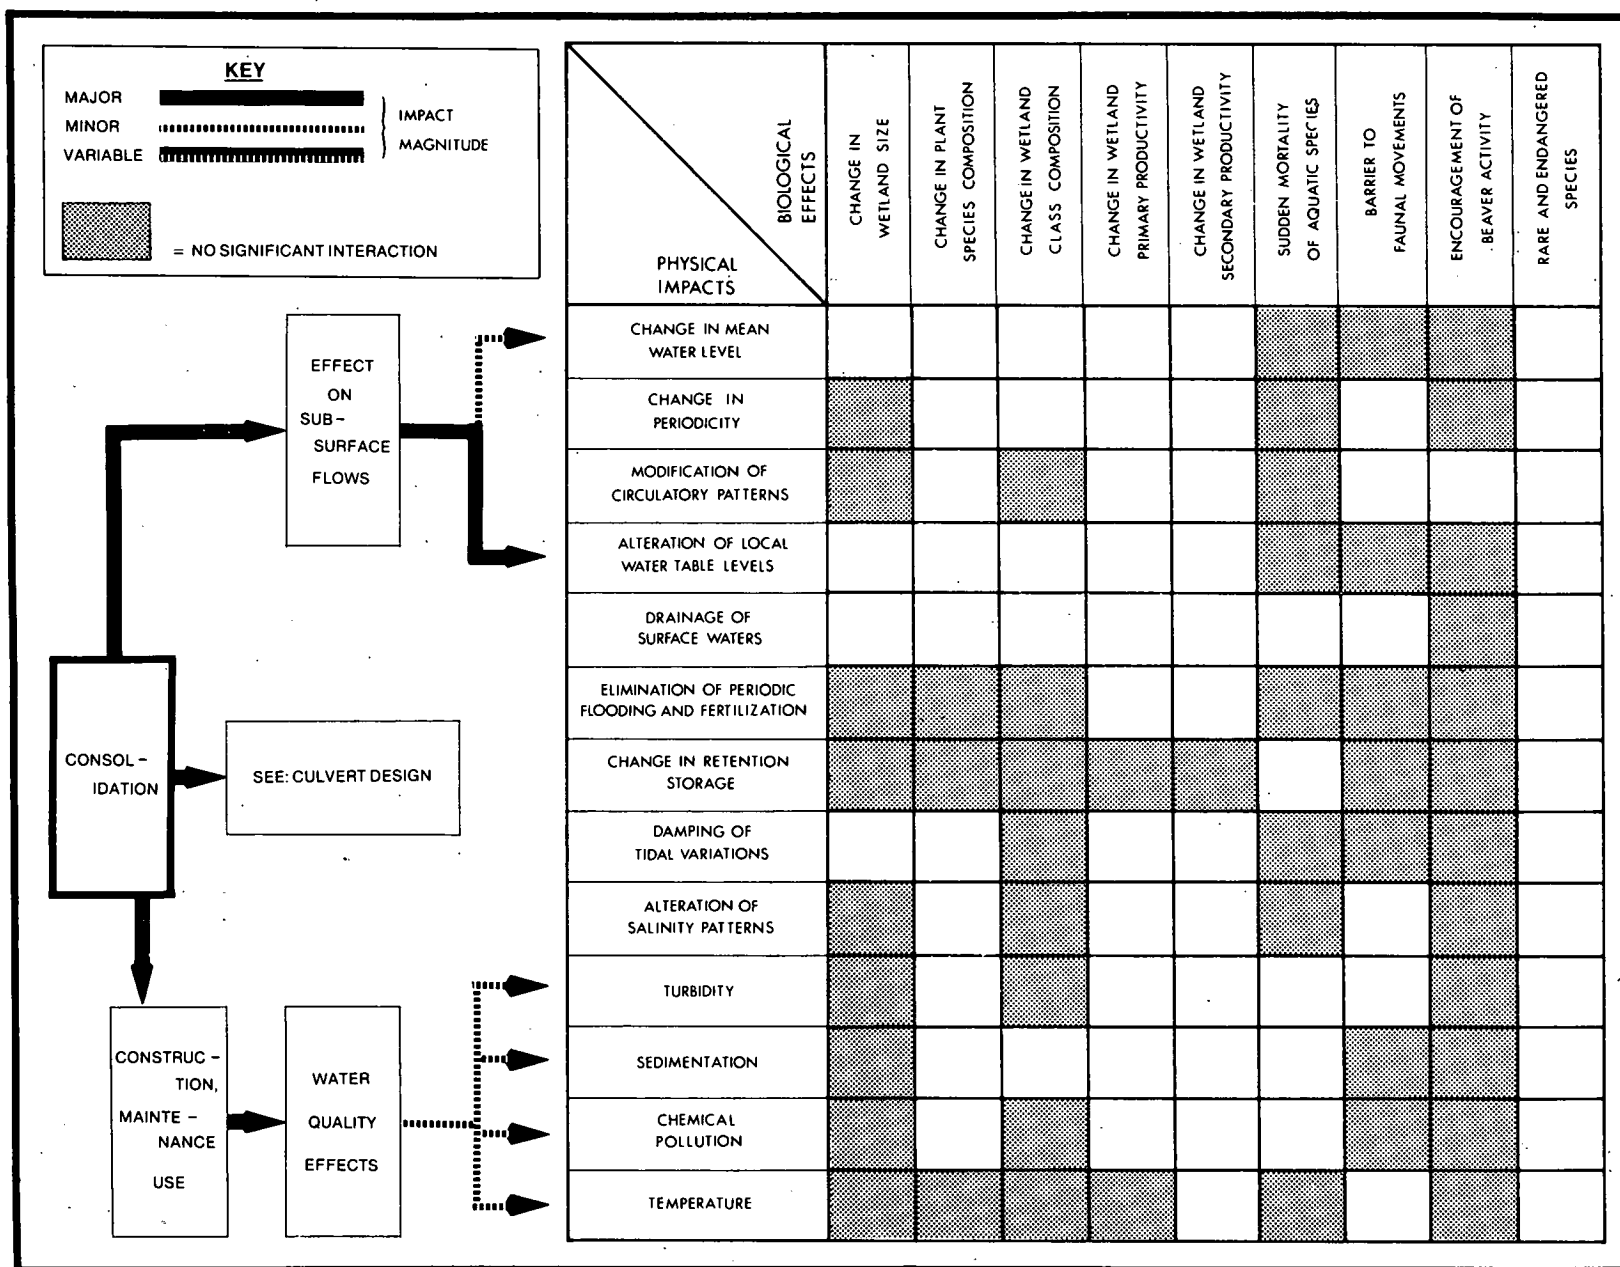 KEY
MAJOR
MINOR
VARIABLE
IMPACT
MAGNITUDE
= NO SIGNIFICANT INTERACTION
EFFECT
ON
SUB-
SURFACE
FLOWS
CONSOL-
IDATION
SEE: CULVERT DESIGN
CONSTRUC-
TION,
MAINTE-
NANCE
USE
WATER
QUALITY
EFFECTS
BIOLOGICAL
EFFECTS
PHYSICAL
IMPACTS
CHANGE IN
WETLAND SIZE
CHANGE IN PLANT
SPECIES COMPOSITION
CHANGE IN WETLAND
CLASS COMPOSITION
CHANGE IN WETLAND
PRIMARY PRODUCTIVITY
CHANGE IN WETLAND
SECONDARY PRODUCTIVITY
SUDDEN MORTALITY
OF AQUATIC SPECIES
BARRIER TO
FAUNAL MOVEMENTS
ENCOURAGEMENT OF
BEAVER ACTIVITY
RARE AND ENDANGERED
SPECIES
CHANGE IN MEAN
WATER LEVEL
CHANGE IN
PERIODICITY
MODIFICATION OF
CIRCULATORY PATTERNS
ALTERATION OF LOCAL
WATER TABLE LEVELS
DRAINAGE OF
SURFACE WATERS
ELIMINATION OF PERIODIC
FLOODING AND FERTILIZATION
CHANGE IN RETENTION
STORAGE
DAMPING OF
TIDAL VARIATIONS
ALTERATION OF
SALINITY PATTERNS
TURBIDITY
SEDIMENTATION
CHEMICAL
POLLUTION
TEMPERATURE